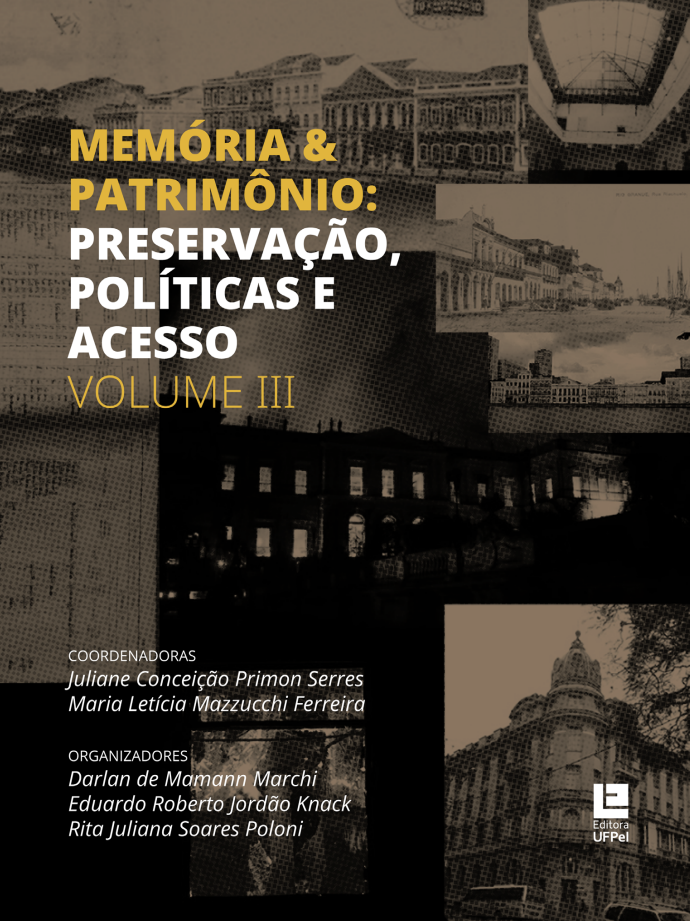 MEMÓRIA &
PATRIMÔNIO:
PRESERVAÇÃO,
POLÍTICAS E
ACESSO
VOLUME III
COORDENADORAS
Juliane Conceição Primon Serres
Maria Letícia Mazzucchi Ferreira
ORGANIZADORES
Darlan de Mamann Marchi
Eduardo Roberto Jordão Knack
Rita Juliana Soares Poloni
Editora
UFPel